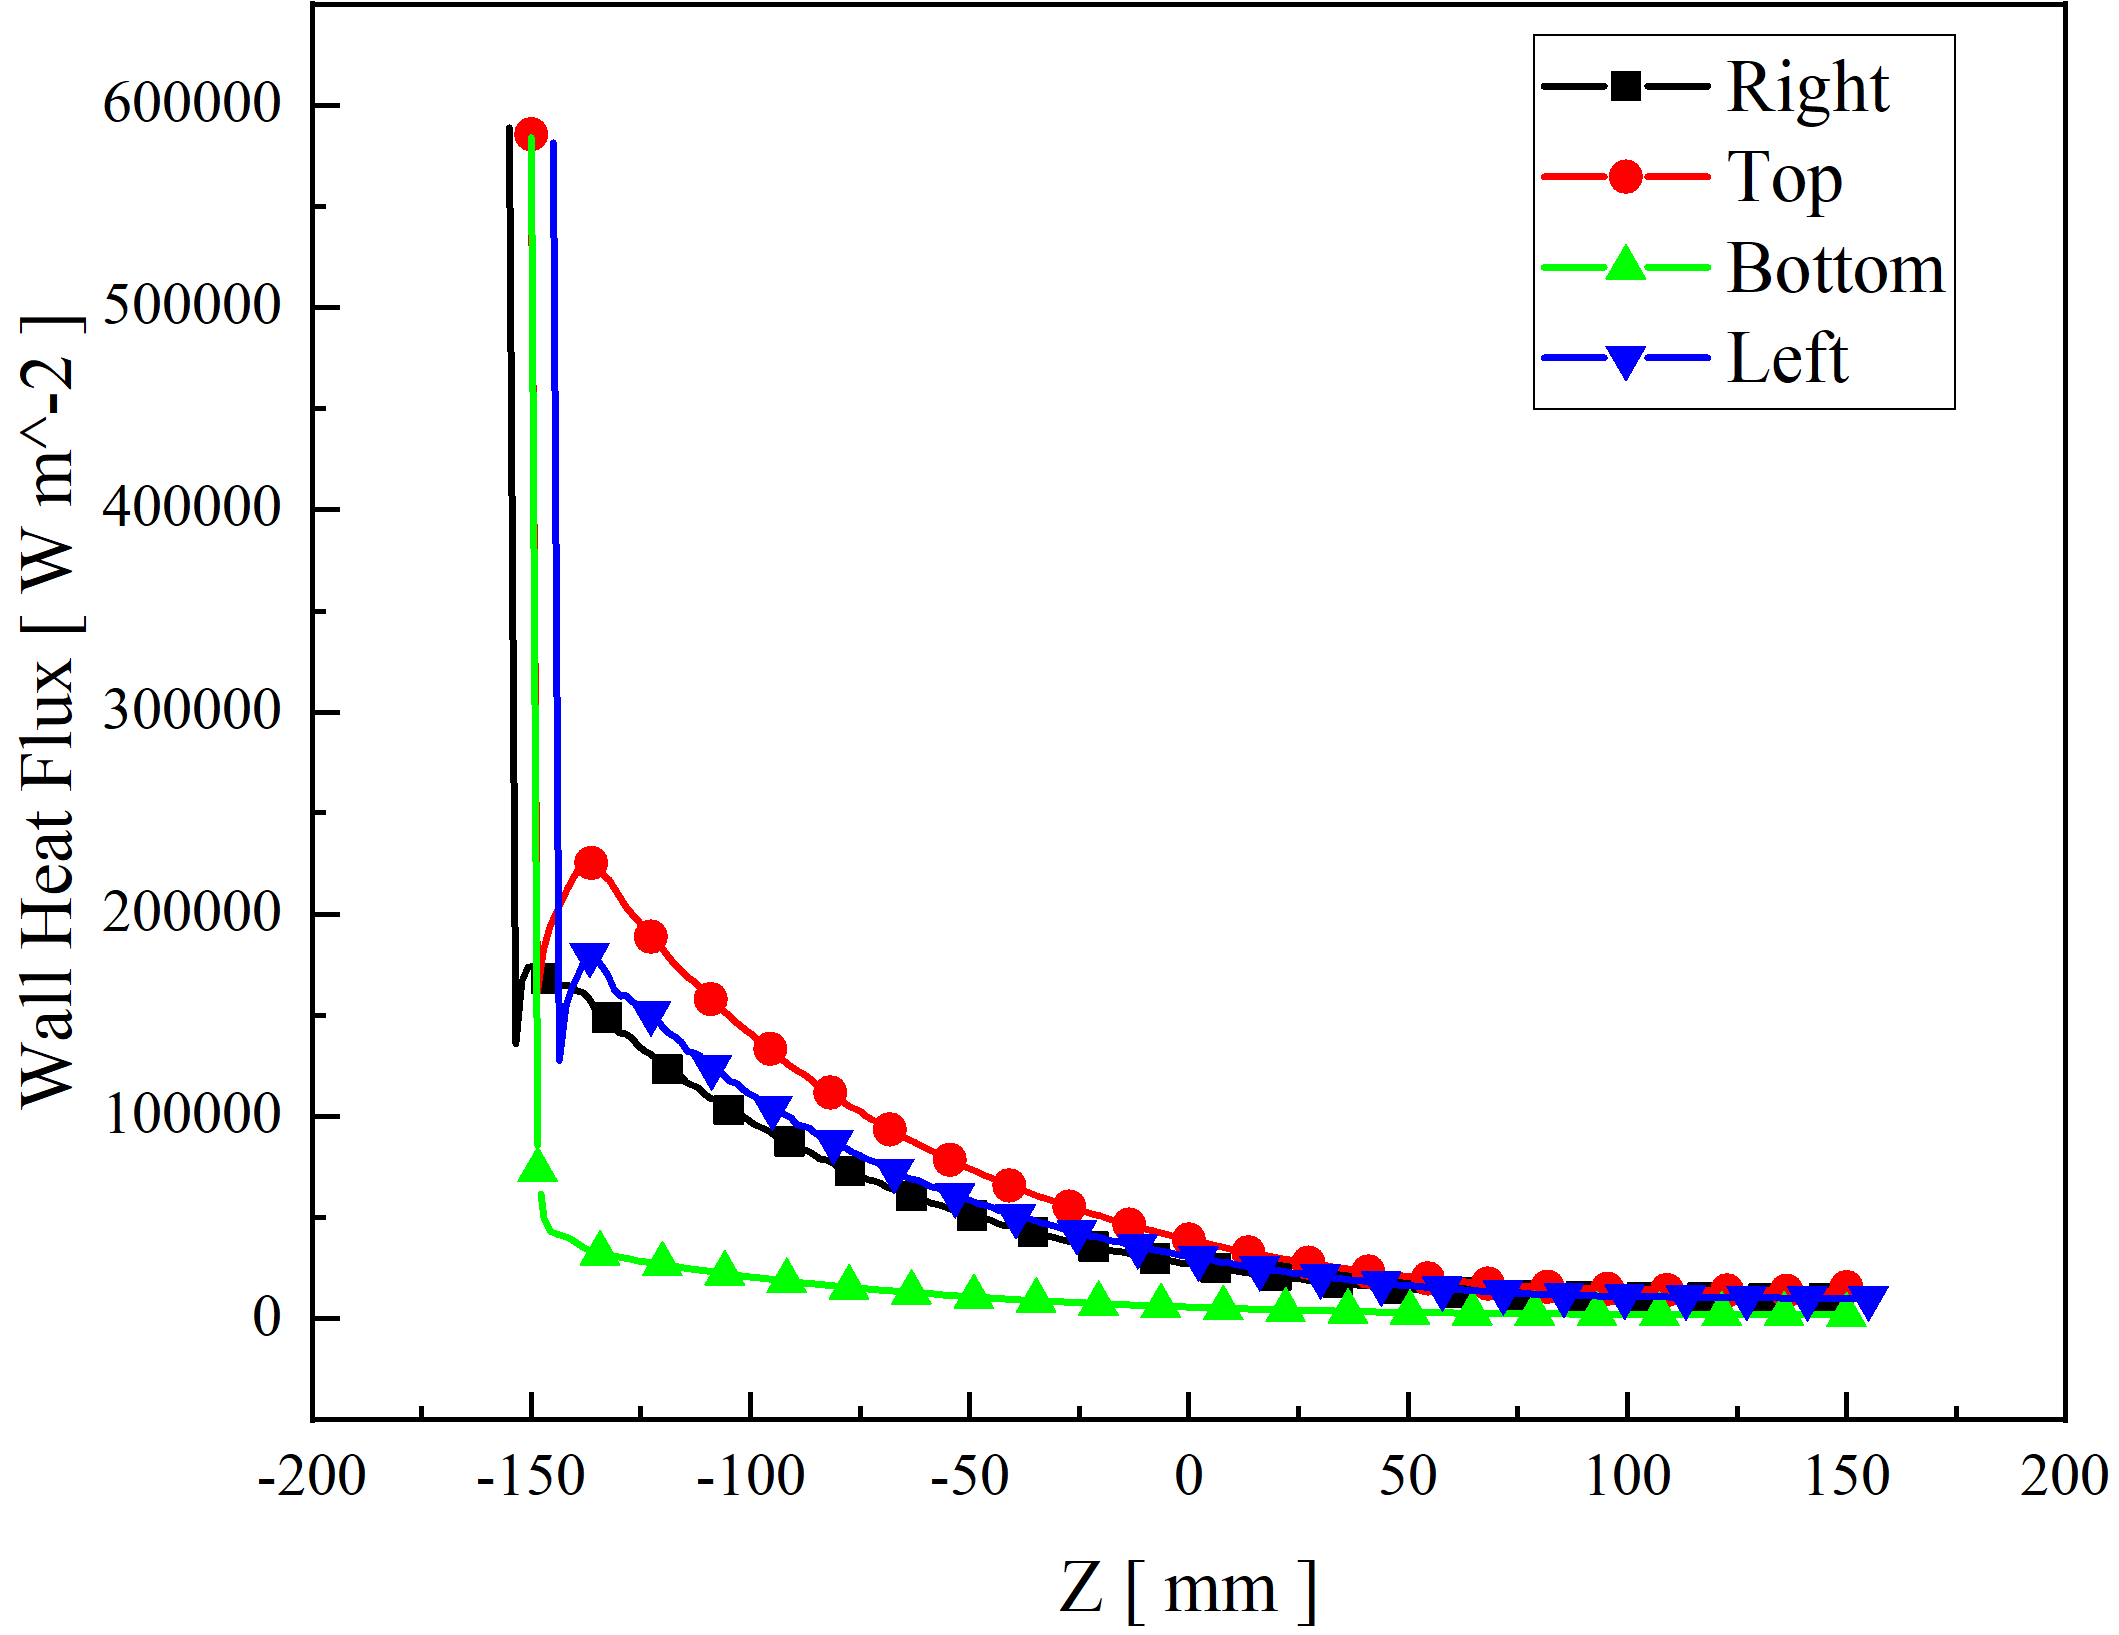 Wall Heat Flux [ W m^-2 ]
600000
500000
400000
300000
200000
100000
0
Right
Top
Bottom
Left
-200 -150 -100 -50 0 50 100 150 200
Z [ mm ]